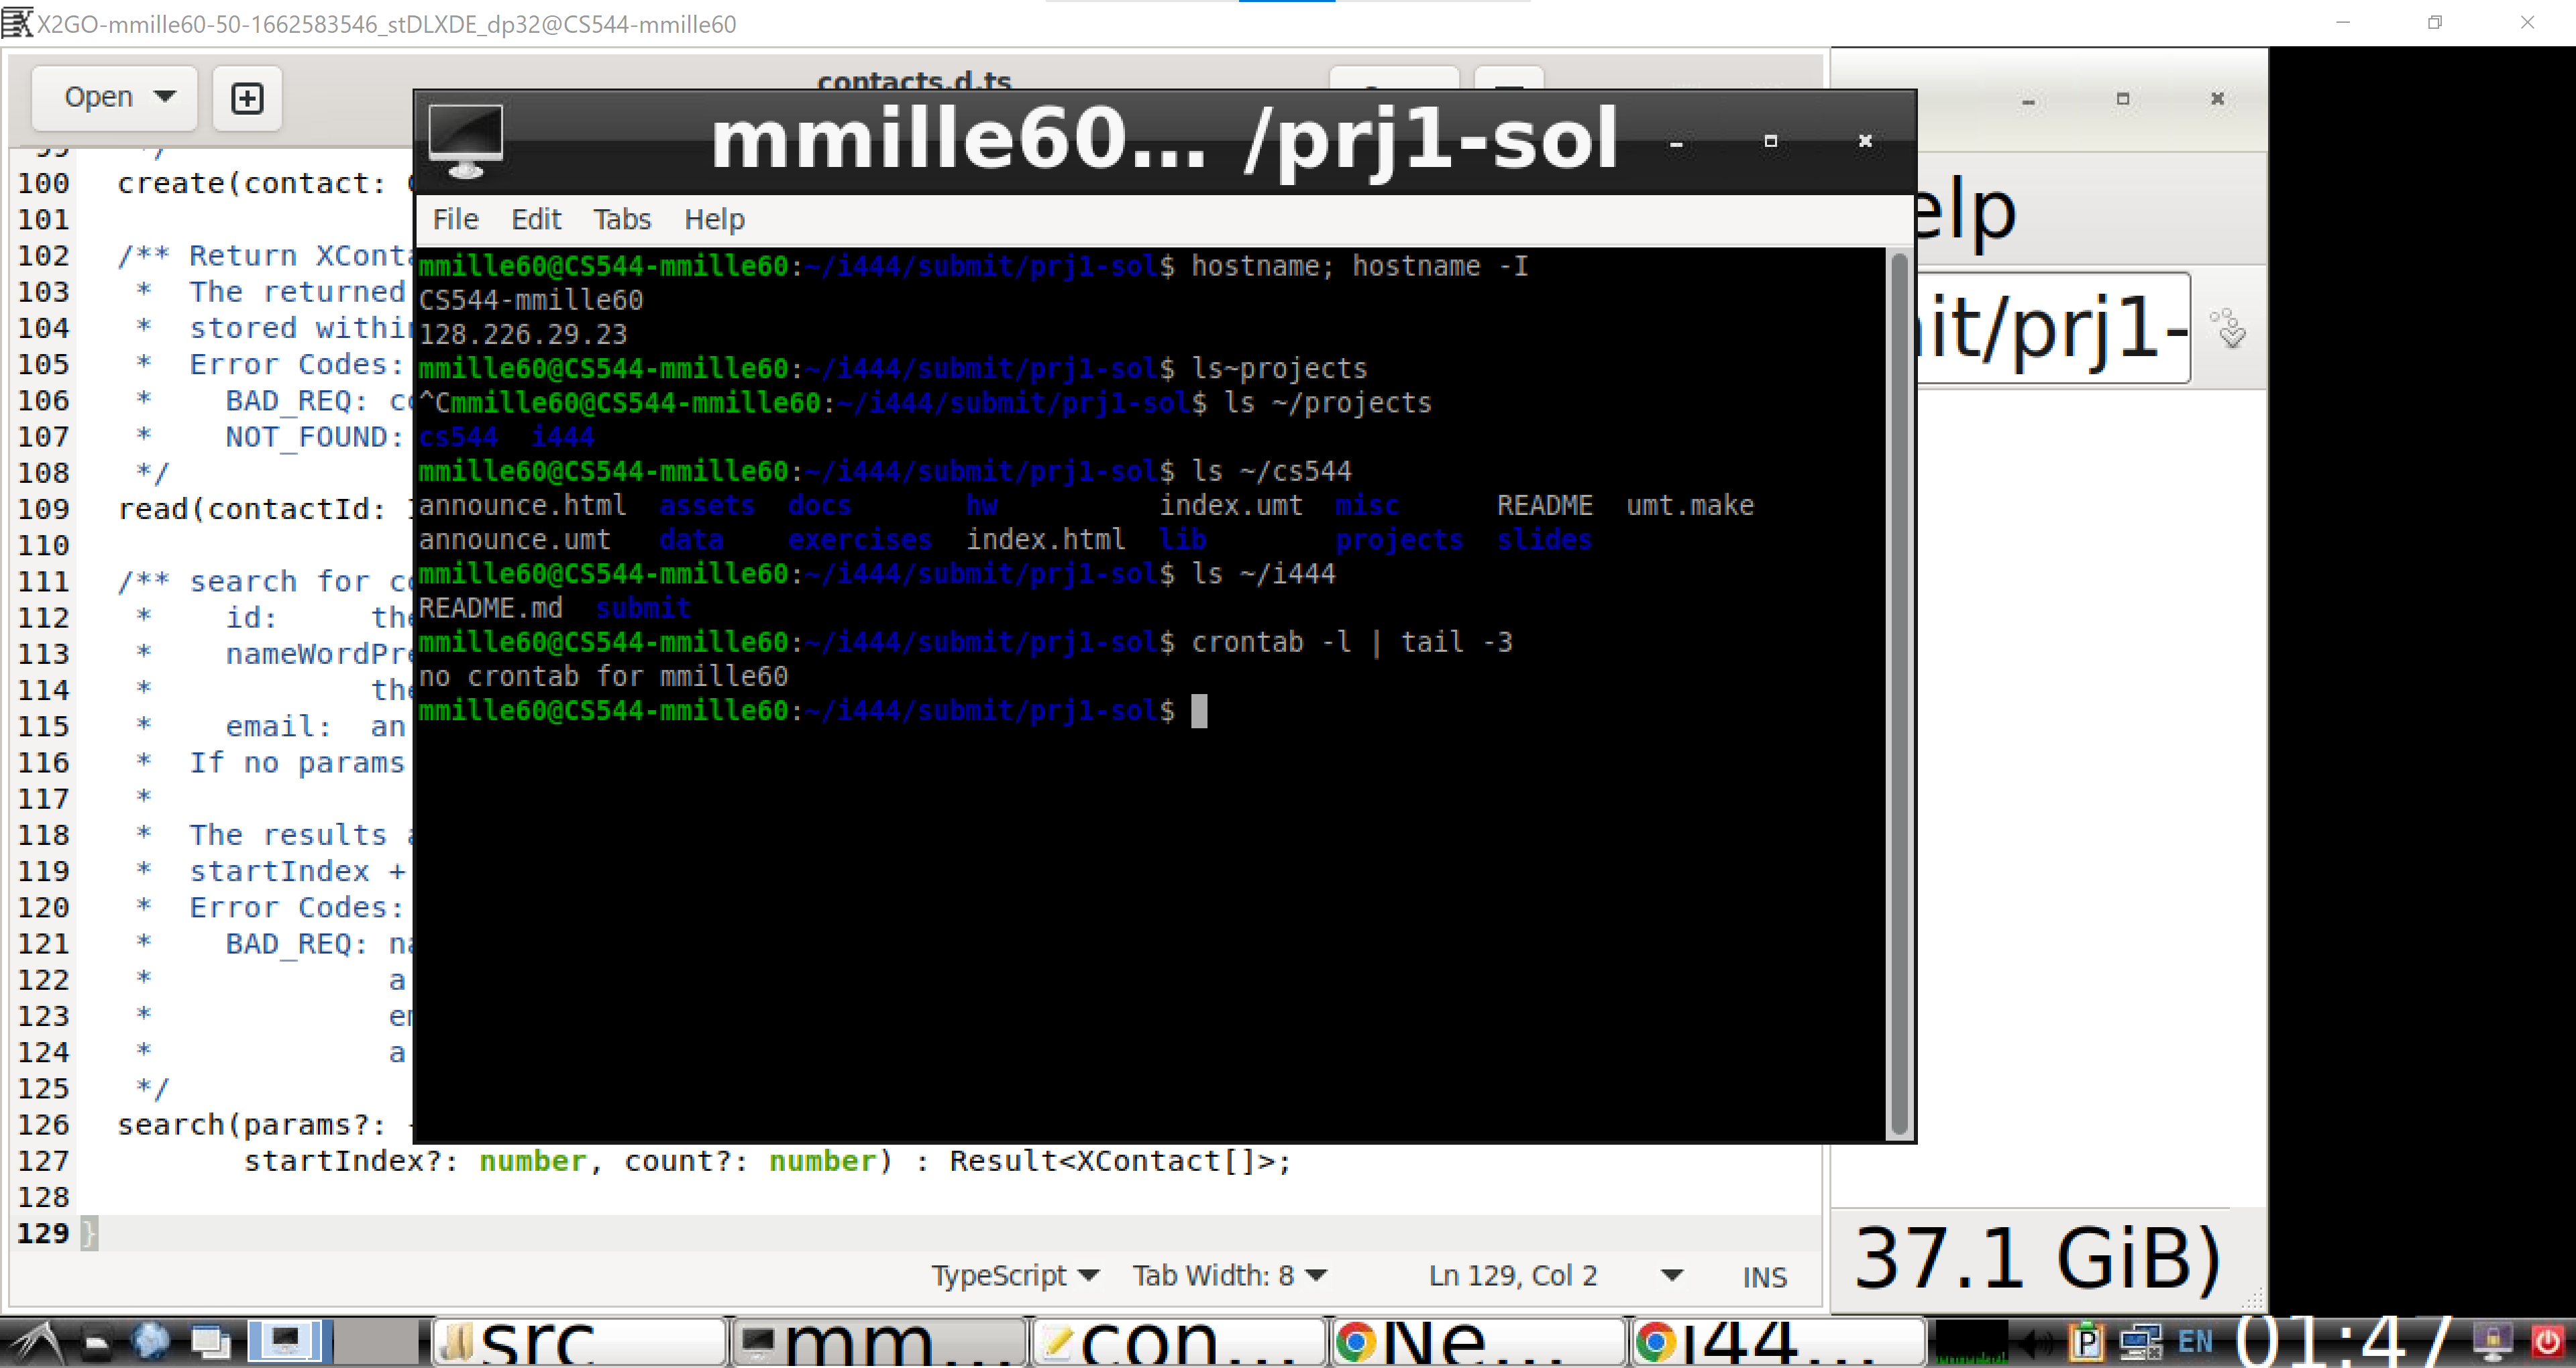 X2GO-mmille60-50-1662583546_stDLXDE_dp32@CS544-mmille60
Open
contacts.d.ts
mmille60... /prj1-sol
File Edit Tabs Help
elp
it/prj1-
100 create(contact:
101
102 /** Return XConta
103 * The returned
104 * stored within
105 * Error Codes:
106 * BAD_REQ: co
107 * NOT_FOUND:
108 */
109 read(contactId:
110
111 /** search for co
112 * id: the
113 * nameWordPre
114 * the
115 * email: an
116 * If no params
117 *
118 * The results a
119 * startIndex +
120 * Error Codes:
121 * BAD_REQ: na
122 * a
123 * em
124 * a
125 */
126 search(params?:
127 startIndex?: number, count?: number) : Result<XContact[]>;
128
129 }
mmille60@CS544-mmille60:~/i444/submit/prj1-sol$ hostname; hostname -I
CS544-mmille60
128.226.29.23
mmille60@CS544-mmille60:~/i444/submit/prj1-sol$ ls~projects
^Cmmille60@CS544-mmille60:~/i444/submit/prj1-sol$ ls ~/projects
cs544 i444
mmille60@CS544-mmille60:~/i444/submit/prj1-sol$ ls ~/cs544
announce.html assets docs hw index.umt misc README umt.make
announce.umt data exercises index.html lib projects slides
mmille60@CS544-mmille60:~/i444/submit/prj1-sol$ ls ~/i444
README.md submit
mmille60@CS544-mmille60:~/i444/submit/prj1-sol$ crontab -l | tail -3
no crontab for mmille60
mmille60@CS544-mmille60:~/i444/submit/prj1-sol$
TypeScript Tab Width: 8 Ln 129, Col 2 INS
37.1 GiB)
src mm... con... Ne... i44... P EN 01:47